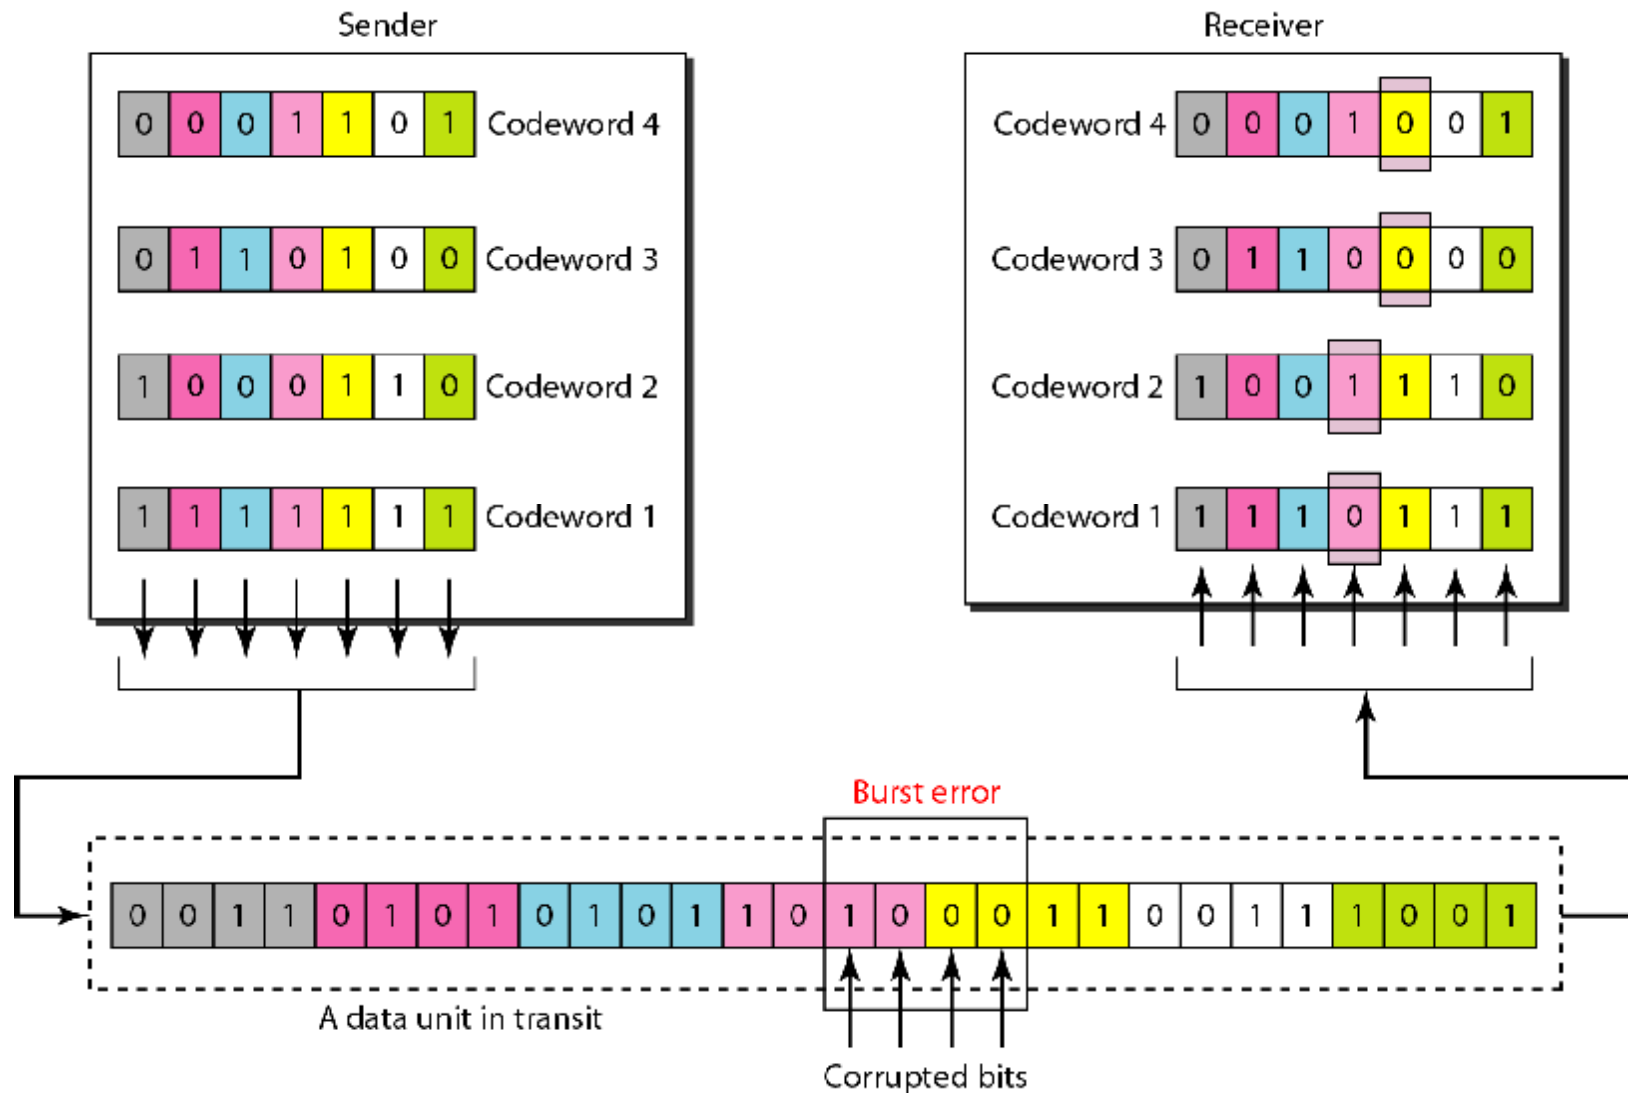 Sender
0 0 0 1 1 0 1 Codeword 4
0 1 1 0 1 0 0 Codeword 3
1 0 0 0 1 1 0 Codeword 2
1 1 1 1 1 1 1 Codeword 1
Receiver
Codeword 4 0 0 0 1 0 0 1
Codeword 3 0 1 1 0 0 0 0
Codeword 2 1 0 0 1 1 1 0
Codeword 1 1 1 1 0 1 1 1
Burst error
0 0 1 1 0 1 0 1 0 1 0 1 1 0 1 0 0 0 1 1 0 0 1 1 1 0 0 1
A data unit in transit
Corrupted bits